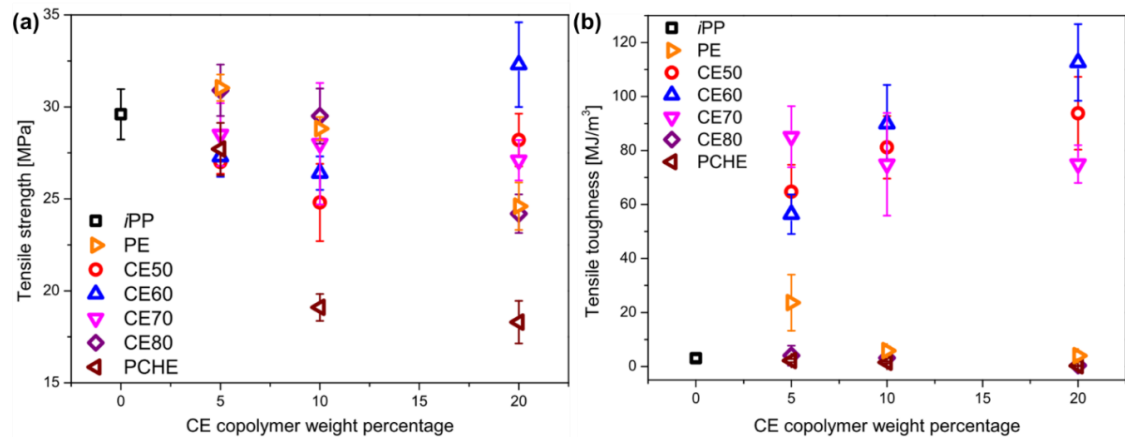 (a)
35
30
25
20
15
Tensile strength [MPa]
iPP
PE
CE50
CE60
CE70
CE80
PCHE
0 5 10 15 20
CE copolymer weight percentage
(b)
120
100
80
60
40
20
0
Tensile toughness [MJ/m³]
iPP
PE
CE50
CE60
CE70
CE80
PCHE
0 5 10 15 20
CE copolymer weight percentage